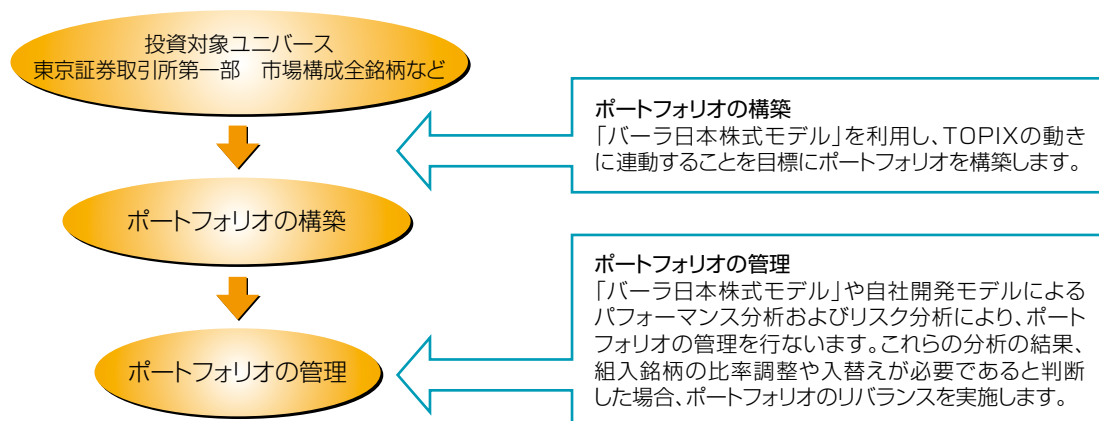 投資対象ユニバース
東京証券取引所第一部　市場構成全銘柄など
ポートフォリオの構築
「バーラ日本株式モデル」を利用し、TOPIXの動き
に連動することを目標にポートフォリオを構築します。
ポートフォリオの構築
ポートフォリオの管理
「バーラ日本株式モデル」や自社開発モデルによる
パフォーマンス分析およびリスク分析により、ポート
フォリオの管理を行ないます。これらの分析の結果、
組入銘柄の比率調整や入替えが必要であると判断
した場合、ポートフォリオのリバランスを実施します。
ポートフォリオの管理